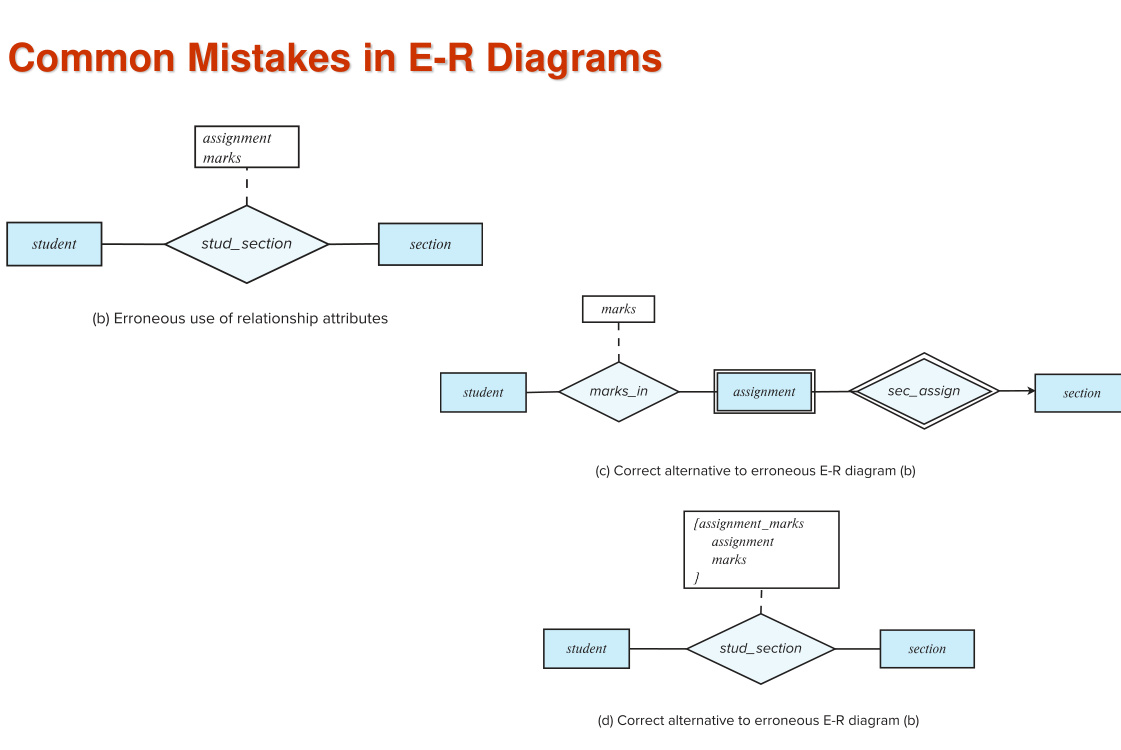 Common Mistakes in E-R Diagrams
assignment
marks
student
stud_section
section
(b) Erroneous use of relationship attributes
marks
student
marks_in
assignment
sec_assign
section
(c) Correct alternative to erroneous E-R diagram (b)
[assignment_marks
assignment
marks
]
student
stud_section
section
(d) Correct alternative to erroneous E-R diagram (b)